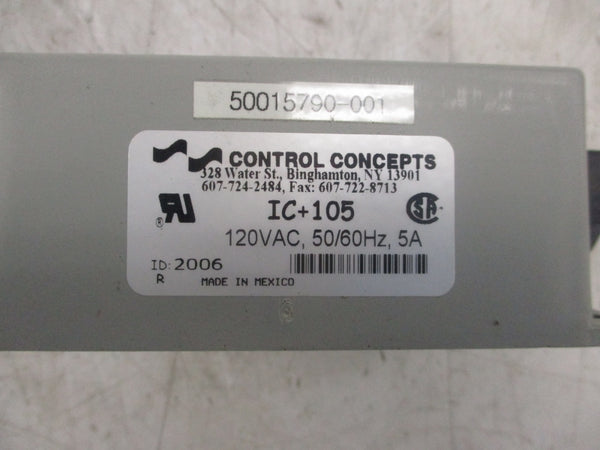 50015790-001
CONTROL CONCEPTS
328 Water St., Binghamton, NY 13901
607-724-2484, Fax: 607-722-8713
IC+105
120VAC, 50/60Hz, 5A
ID: 2006
R MADE IN MEXICO